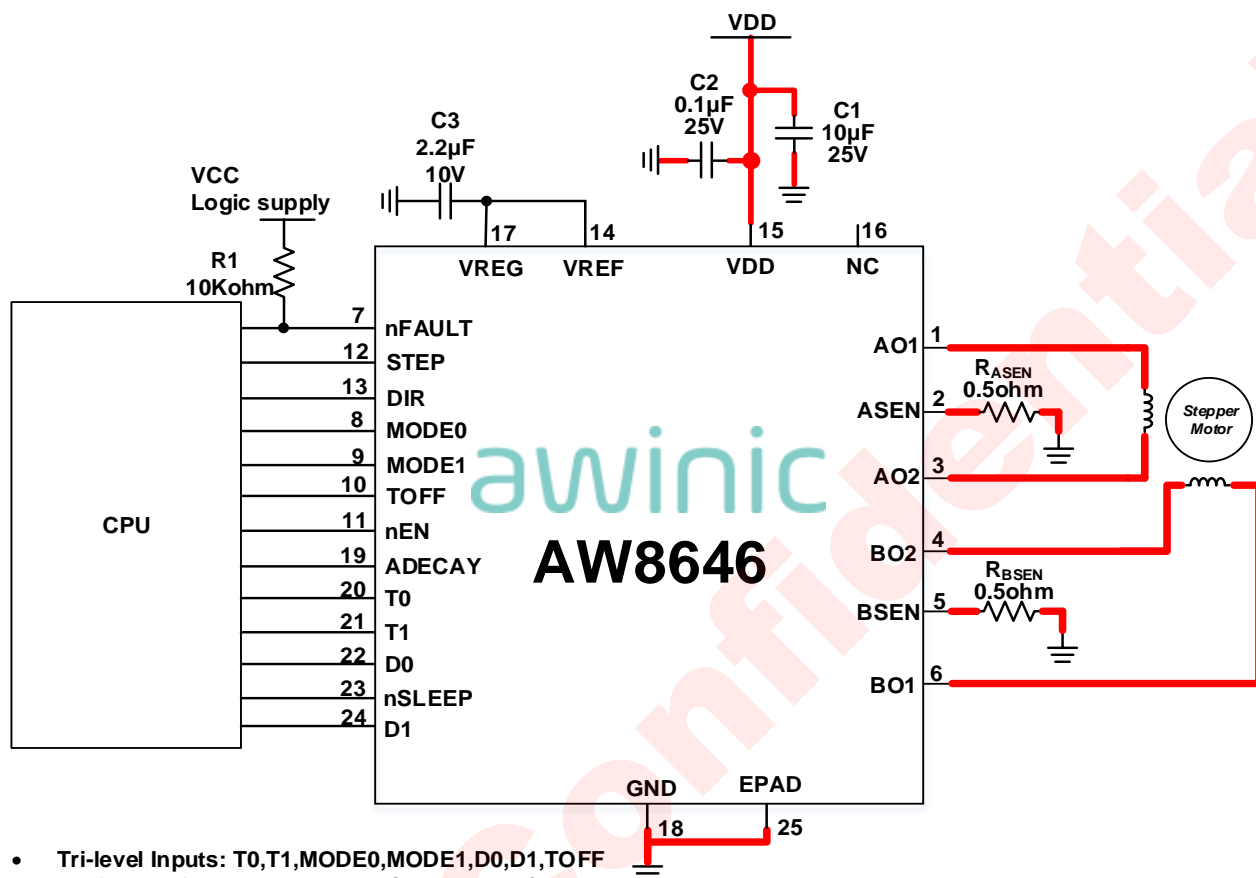 VDD
C2
0.1µF
25V
C1
10µF
25V
C3
2.2µF
10V
VCC
Logic supply
R1
10Kohm
17
14
15
16
VREG
VREF
VDD
NC
CPU
7
nFAULT
12
STEP
13
DIR
8
MODE0
9
MODE1
10
TOFF
11
nEN
19
ADECAY
20
T0
21
T1
22
D0
23
nSLEEP
24
D1
awinic
AW8646
AO1
1
RASEN
0.5ohm
ASEN
2
AO2
3
Stepper
Motor
BO2
4
RBSEN
0.5ohm
BSEN
5
BO1
6
GND
EPAD
18
25
• Tri-level Inputs: T0,T1,MODE0,MODE1,D0,D1,TOFF
Confidentia